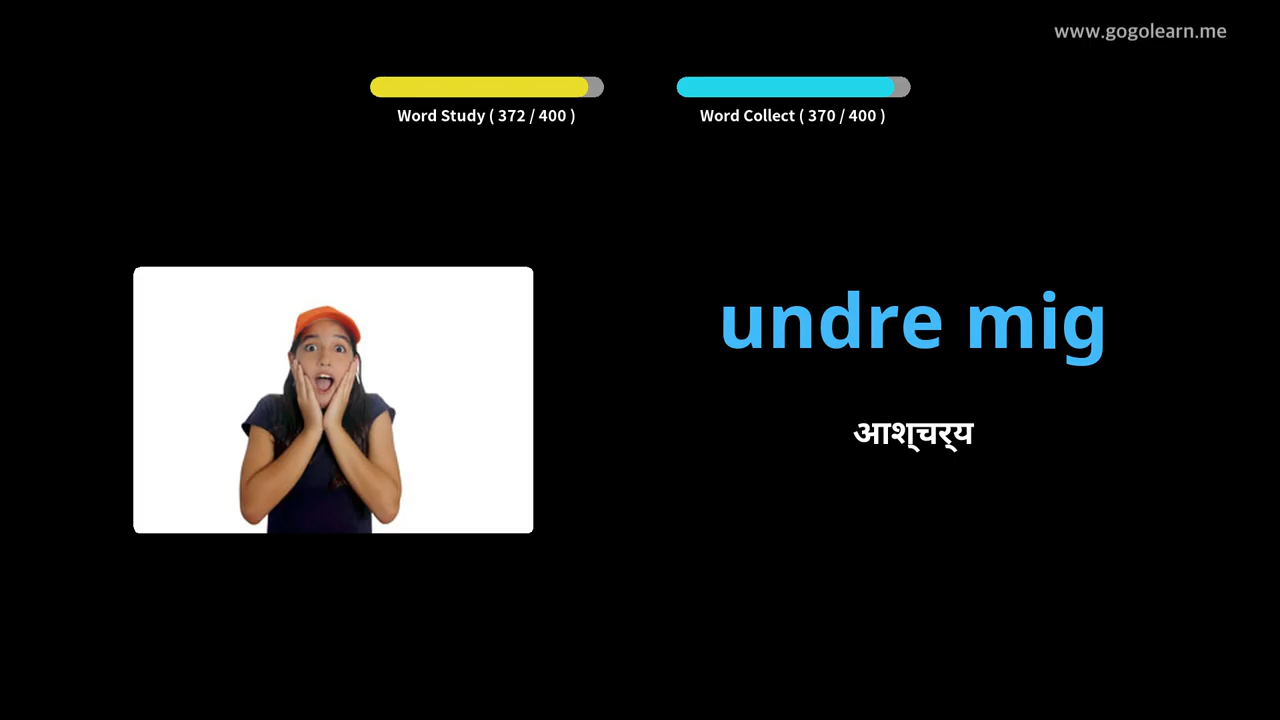 www.gogolearn.me
Word Study ( 372 / 400 )
Word Collect ( 370 / 400 )
undre mig
आश्चर्य